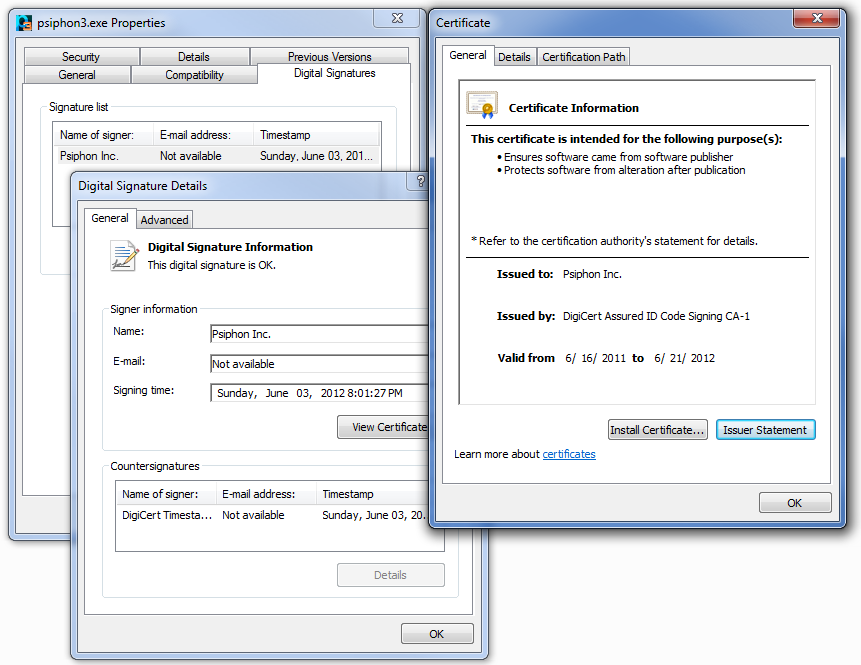 psiphon3.exe Properties
Security
Details
Previous Versions
General
Compatibility
Digital Signatures
Signature list
Name of signer:
E-mail address:
Timestamp
Psiphon Inc.
Not available
Sunday, June 03, 201...
Digital Signature Details
?
General
Advanced
Digital Signature Information
This digital signature is OK.
Signer information
Name:
Psiphon Inc.
E-mail:
Not available
Signing time:
Sunday, June 03, 2012 8:01:27 PM
View Certificate
Countersignatures
Name of signer:
E-mail address:
Timestamp
DigiCert Timesta...
Not available
Sunday, June 03, 20.
Details
OK
Certificate
General
Details
Certification Path
Certificate Information
This certificate is intended for the following purpose(s):
• Ensures software came from software publisher
• Protects software from alteration after publication
* Refer to the certification authority's statement for details.
Issued to: Psiphon Inc.
Issued by: DigiCert Assured ID Code Signing CA-1
Valid from 6/ 16/ 2011 to 6/ 21/ 2012
Install Certificate...
Issuer Statement
Learn more about certificates
OK